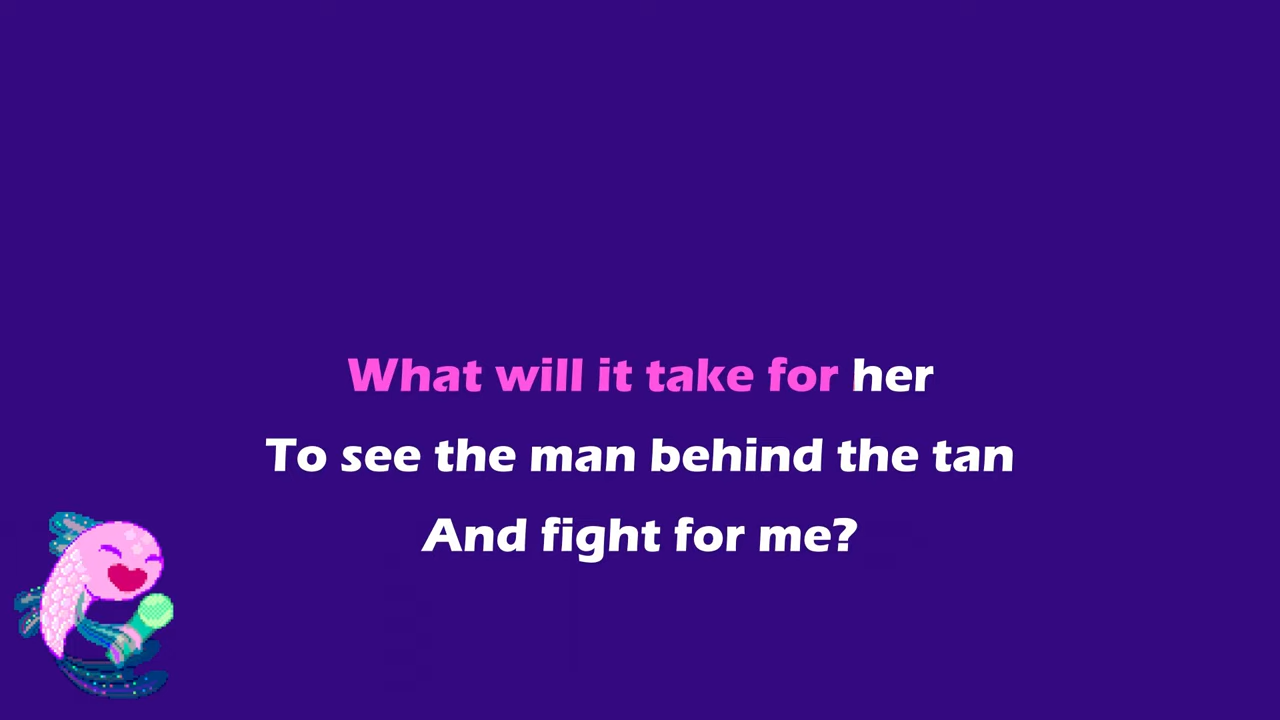 What will it take for her
To see the man behind the tan
And fight for me?